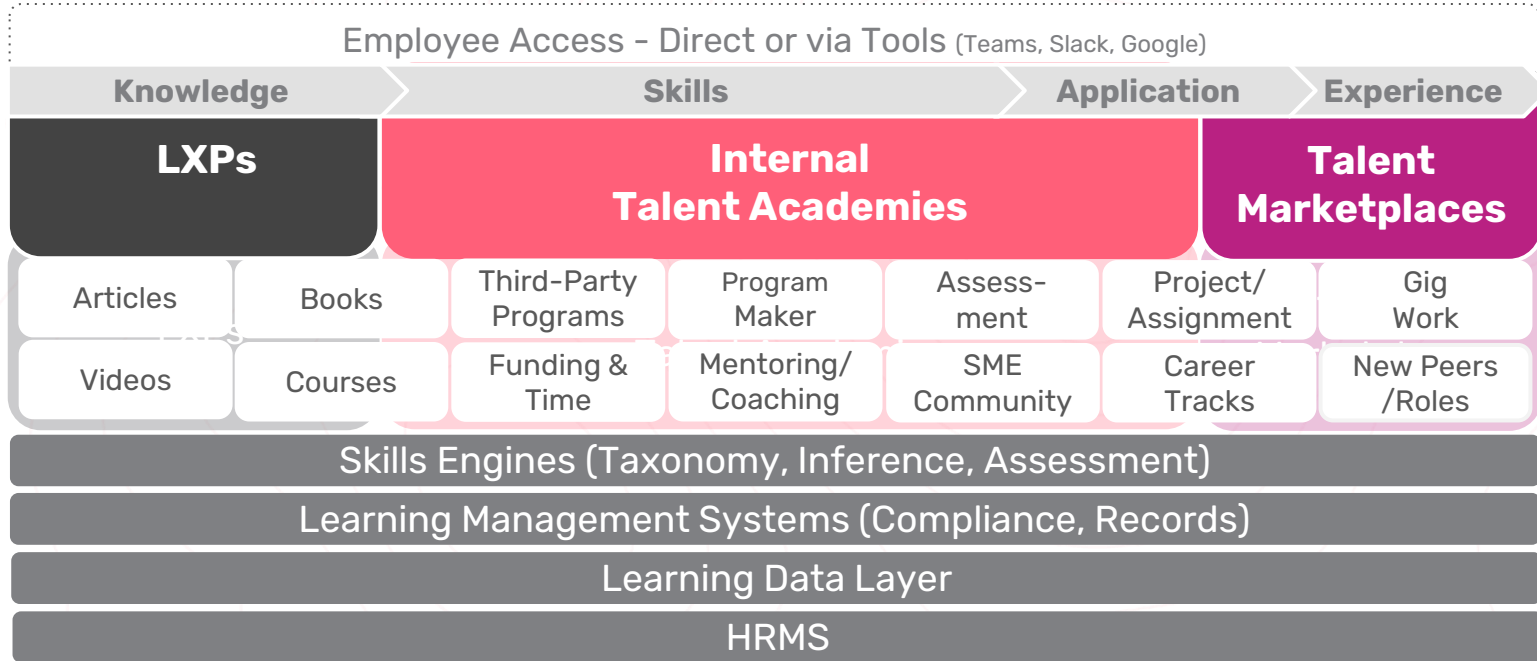 Employee Access - Direct or via Tools (Teams, Slack, Google)
Knowledge
Skills
Application
Experience
LXPs
Internal
Talent Academies
Talent
Marketplaces
Articles
Books
Third-Party
Programs
Program
Maker
Assess-
ment
Project/
Assignment
Gig
Work
Videos
Courses
Funding &
Time
Mentoring/
Coaching
SME
Community
Career
Tracks
New Peers
/Roles
Skills Engines (Taxonomy, Inference, Assessment)
Learning Management Systems (Compliance, Records)
Learning Data Layer
HRMS